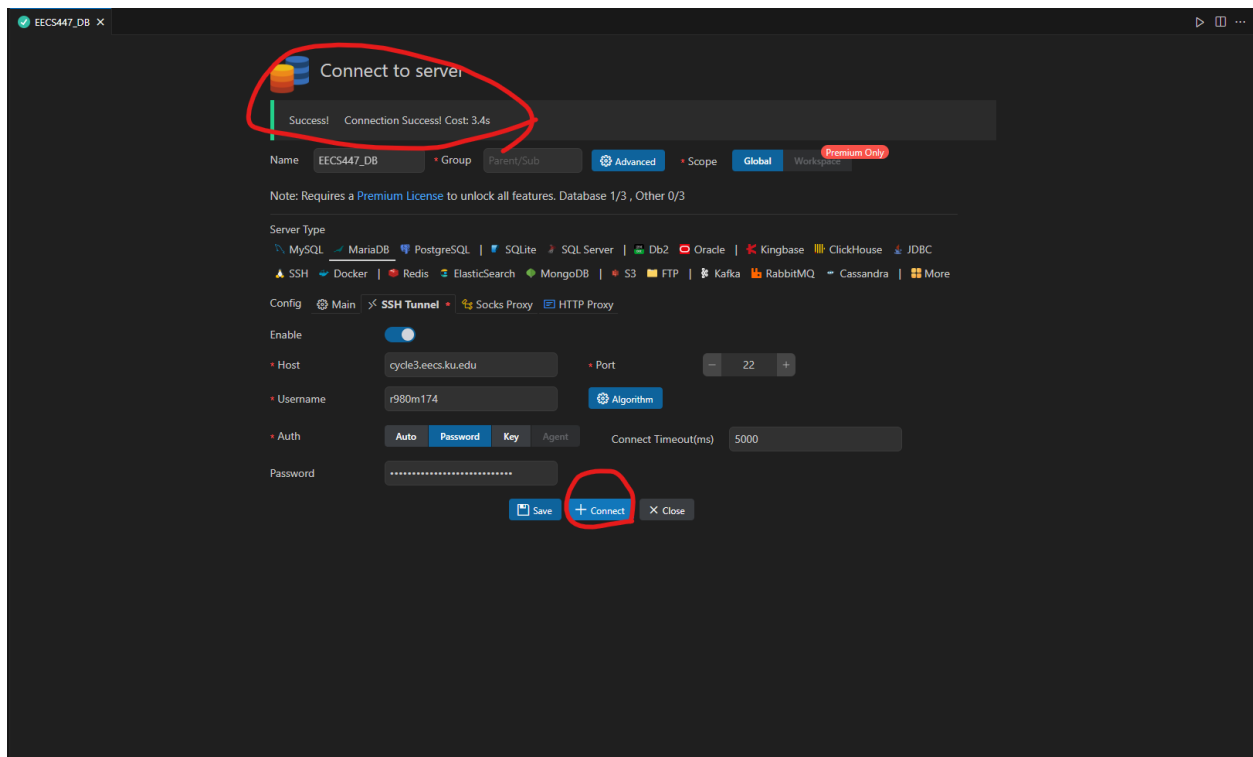 EECS447_DB
Connect to server
Success! Connection Success! Cost: 3.4s
Name EECS447_DB * Group Parent/Sub Advanced * Scope Global Workspace Premium Only
Note: Requires a Premium License to unlock all features. Database 1/3 , Other 0/3
Server Type
MySQL MariaDB PostgreSQL | SQLite SQL Server | Db2 Oracle | Kingbase ClickHouse JDBC
SSH Docker | Redis ElasticSearch MongoDB | S3 FTP | Kafka RabbitMQ Cassandra | More
Config Main SSH Tunnel * Socks Proxy HTTP Proxy
Enable
* Host cycle3.eecs.ku.edu * Port − 22 +
* Username r980m174 Algorithm
* Auth Auto Password Key Agent Connect Timeout(ms) 5000
Password ••••••••••••••••••••••••••••
Save + Connect × Close